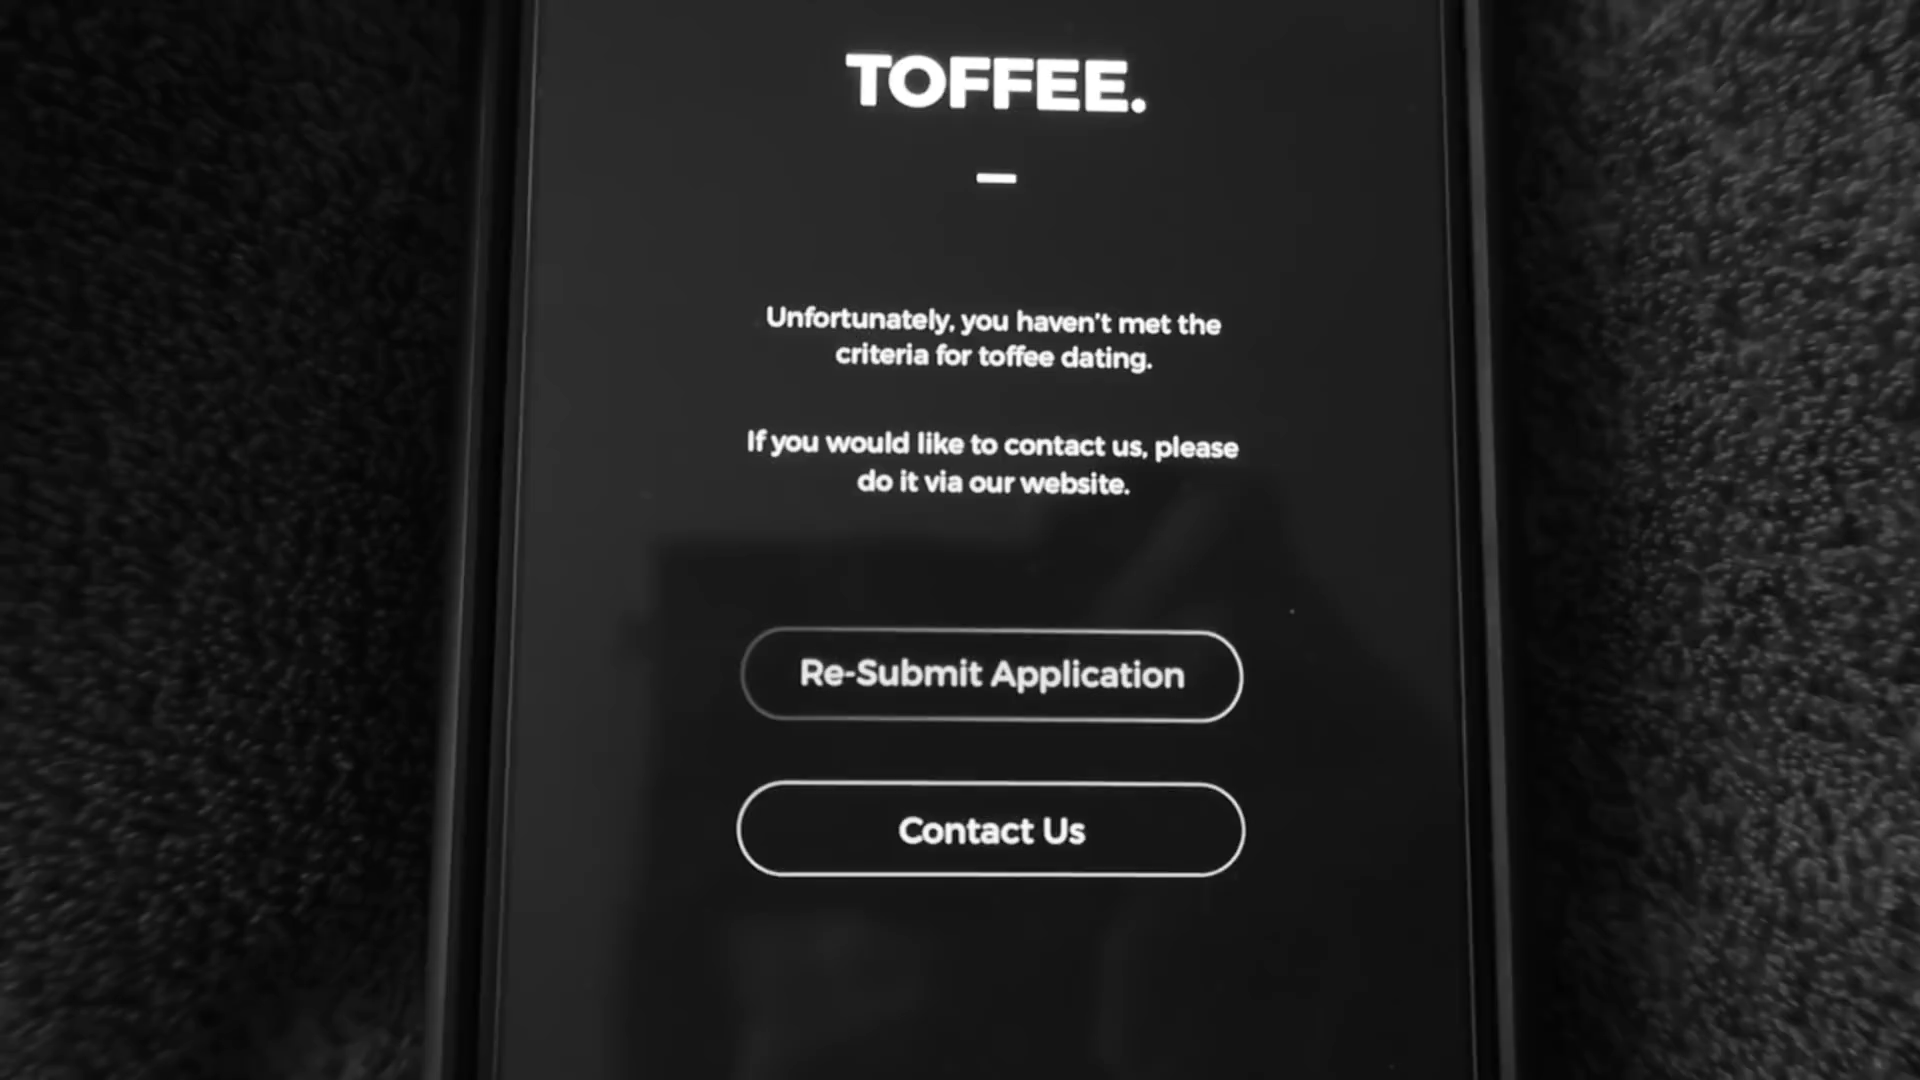 TOFFEE.
Unfortunately, you haven't met the
criteria for toffee dating.
If you would like to contact us, please
do it via our website.
Re-Submit Application
Contact Us